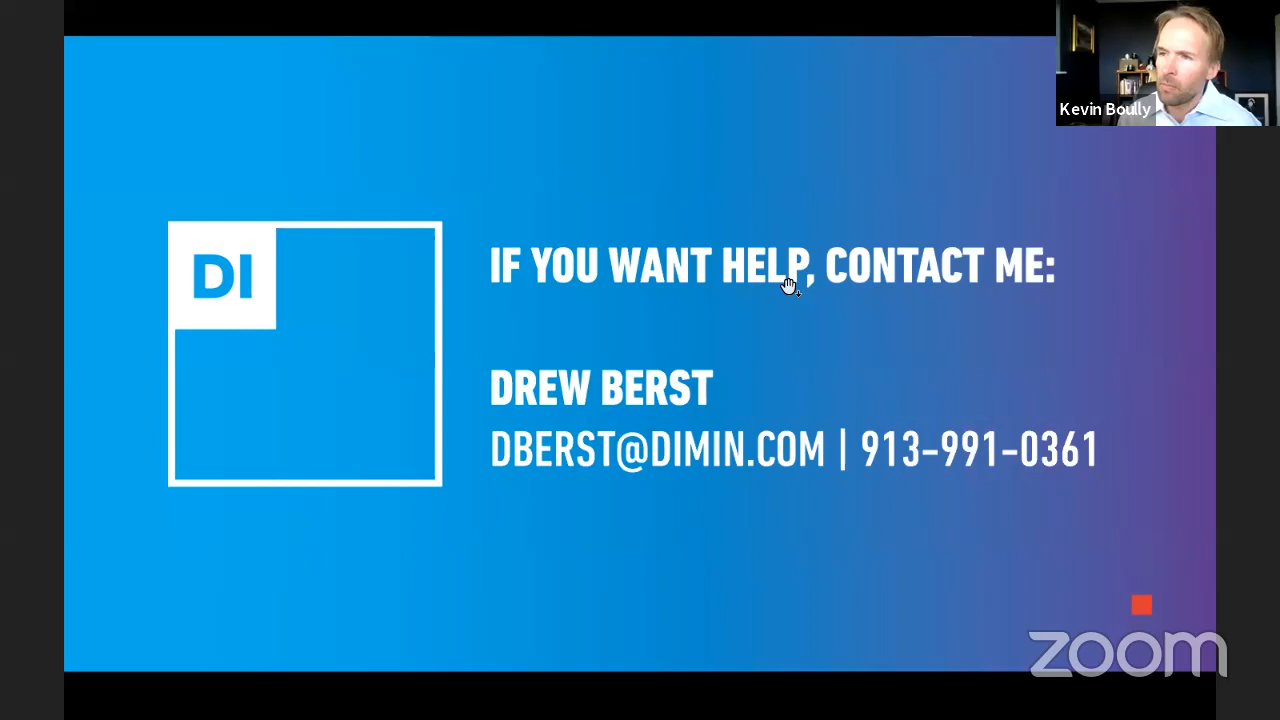 Kevin Boully
DI
IF YOU WANT HELP, CONTACT ME:
DREW BERST
DBERST@DIMIN.COM | 913-991-0361
zoom